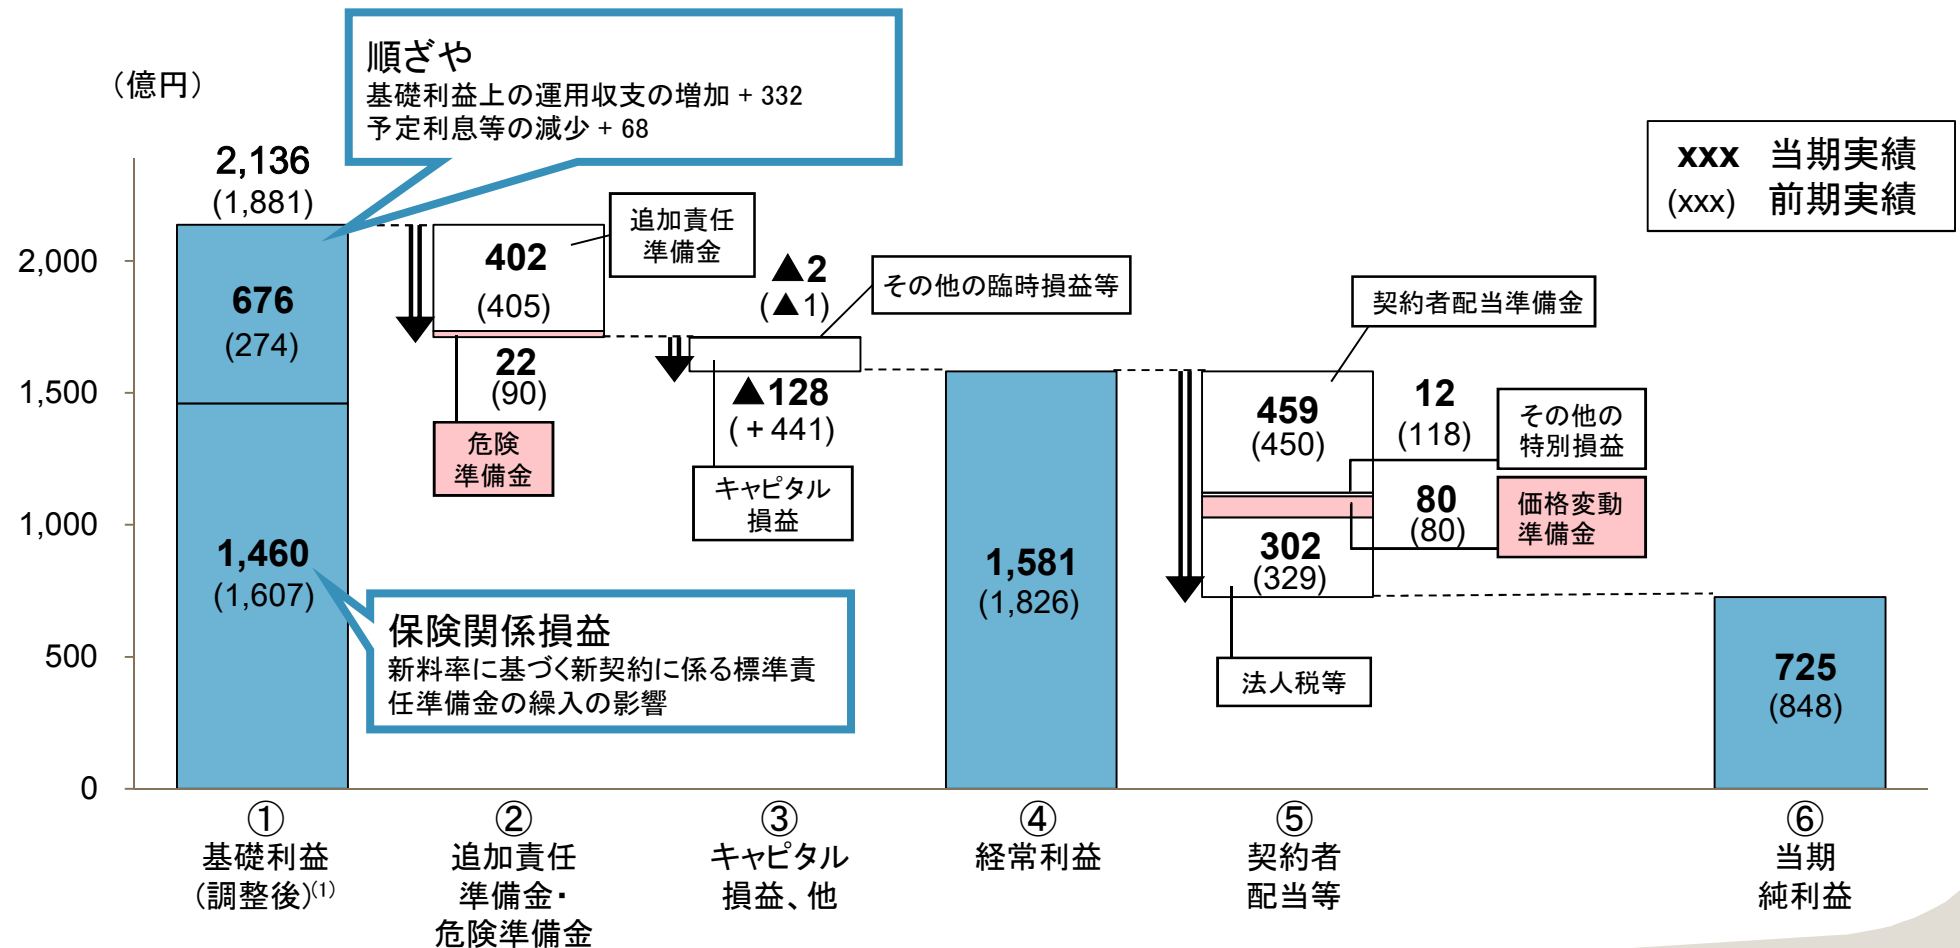 順ざや
基礎利益上の運用収支の増加 + 332
予定利息等の減少 + 68
（億円）
xxx 当期実績
(xxx) 前期実績
2,136
(1,881)
2,000
1,500
1,000
500
0
676
(274)
1,460
(1,607)
保険関係損益
新料率に基づく新契約に係る標準責
任準備金の繰入の影響
追加責任
準備金
402
(405)
22
(90)
危険
準備金
▲2
(▲1)
その他の臨時損益等
▲128
(+441)
キャピタル
損益
1,581
(1,826)
契約者配当準備金
459
(450)
12
(118)
その他の
特別損益
80
(80)
価格変動
準備金
302
(329)
法人税等
725
(848)
①
基礎利益
(調整後)(1)
②
追加責任
準備金・
危険準備金
③
キャピタル
損益、他
④
経常利益
⑤
契約者
配当等
⑥
当期
純利益